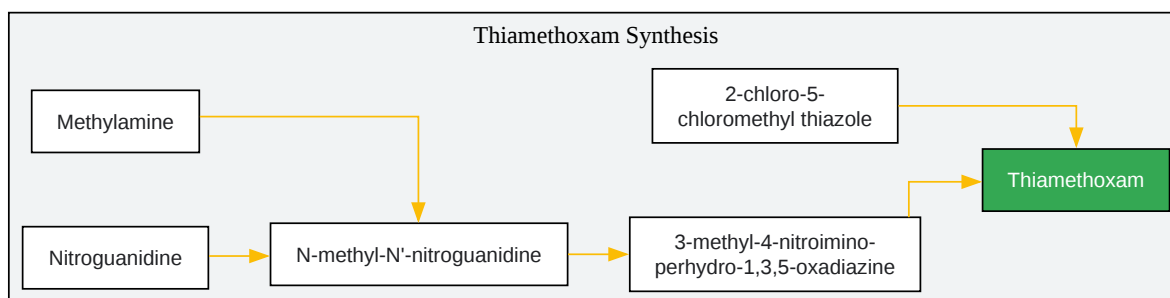 Thiamethoxam Synthesis
2-chloro-5-
chloromethyl thiazole
Methylamine
Thiamethoxam
Nitroguanidine
N-methyl-N'-nitroguanidine
3-methyl-4-nitroimino-
perhydro-1,3,5-oxadiazine